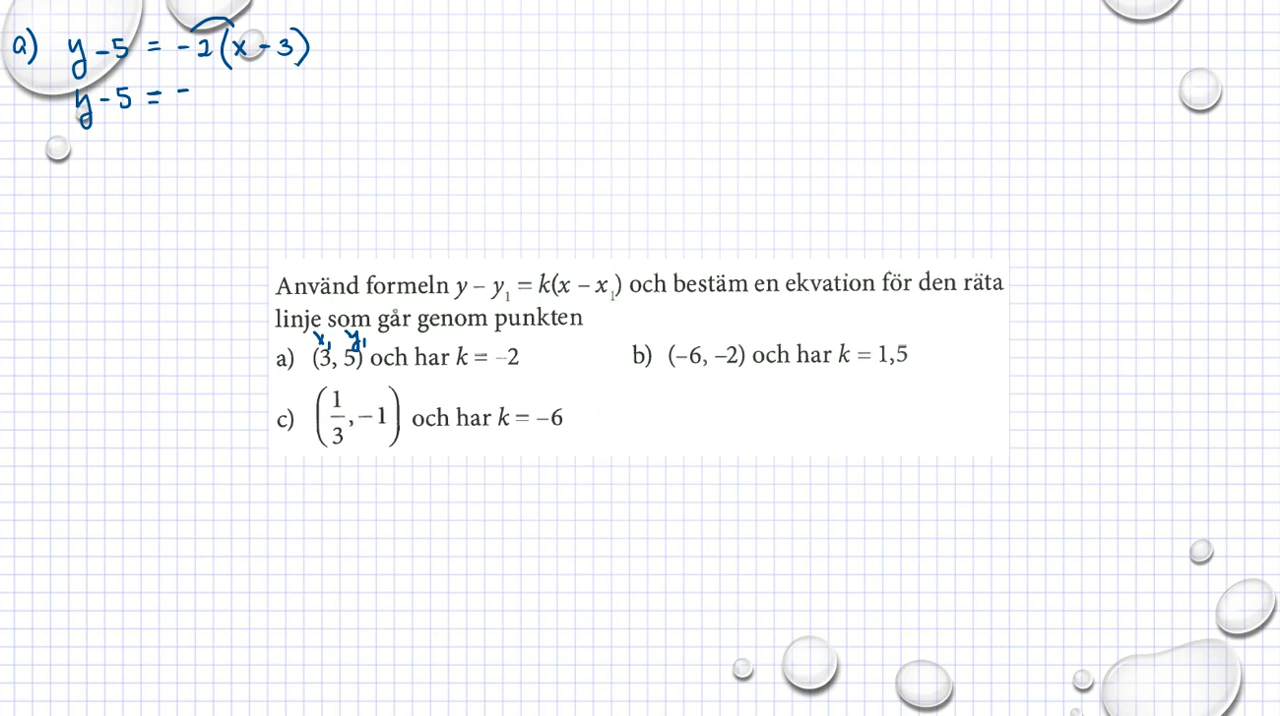 a) y - 5 = -2(x - 3)
y - 5 = -
Använd formeln y – y₁ = k(x – x₁) och bestäm en ekvation för den räta
linje som går genom punkten
x₁ y₁
a) (3, 5) och har k = –2
b) (–6, –2) och har k = 1,5
c) (1/3, –1) och har k = –6